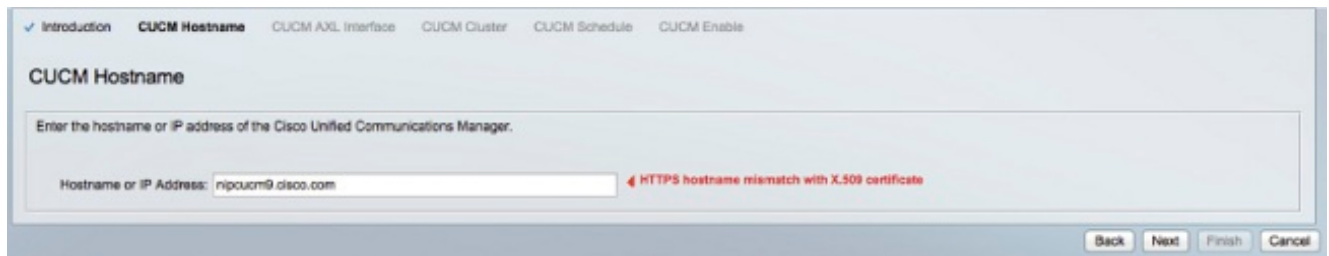 ✓ Introduction CUCM Hostname CUCM AXL Interface CUCM Cluster CUCM Schedule CUCM Enable
CUCM Hostname
Enter the hostname or IP address of the Cisco Unified Communications Manager.
Hostname or IP Address: nipcucm9.cisco.com HTTPS hostname mismatch with X.509 certificate
Back Next Finish Cancel